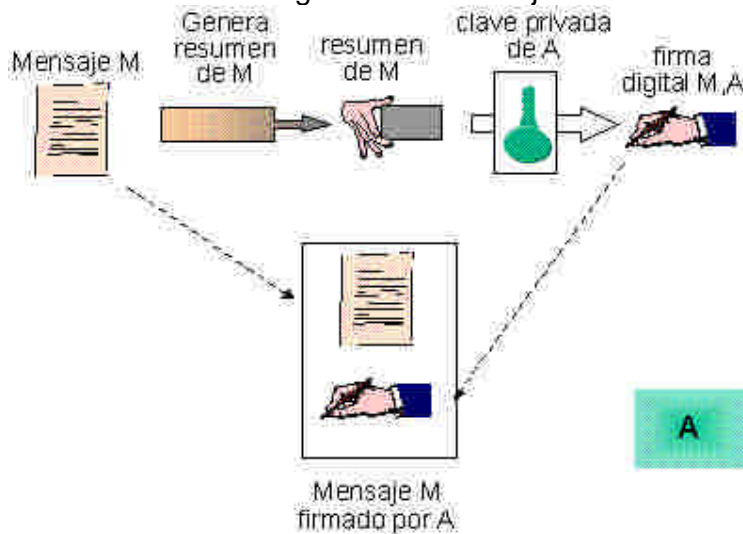 Mensaje M
Genera
resumen
de M
resumen
de M
clave privada
de A
firma
digital M,A
A
Mensaje M
firmado por A